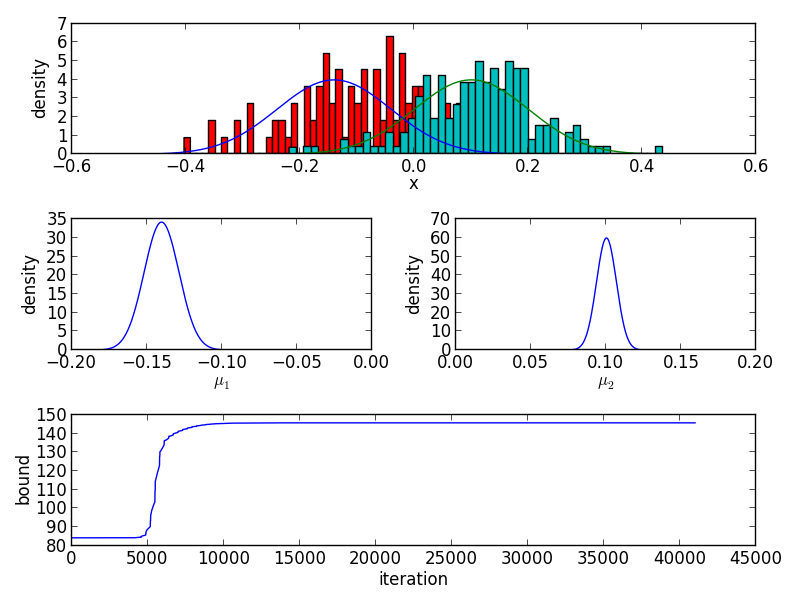 7
6
5
4
3
2
1
0
density
−0.6 −0.4 −0.2 0.0 0.2 0.4 0.6
x
35
30
25
20
15
10
5
0
density
−0.20 −0.15 −0.10 −0.05 0.00
μ1
70
60
50
40
30
20
10
0
density
0.00 0.05 0.10 0.15 0.20
μ2
150
140
130
120
110
100
90
80
bound
0 5000 10000 15000 20000 25000 30000 35000 40000 45000
iteration